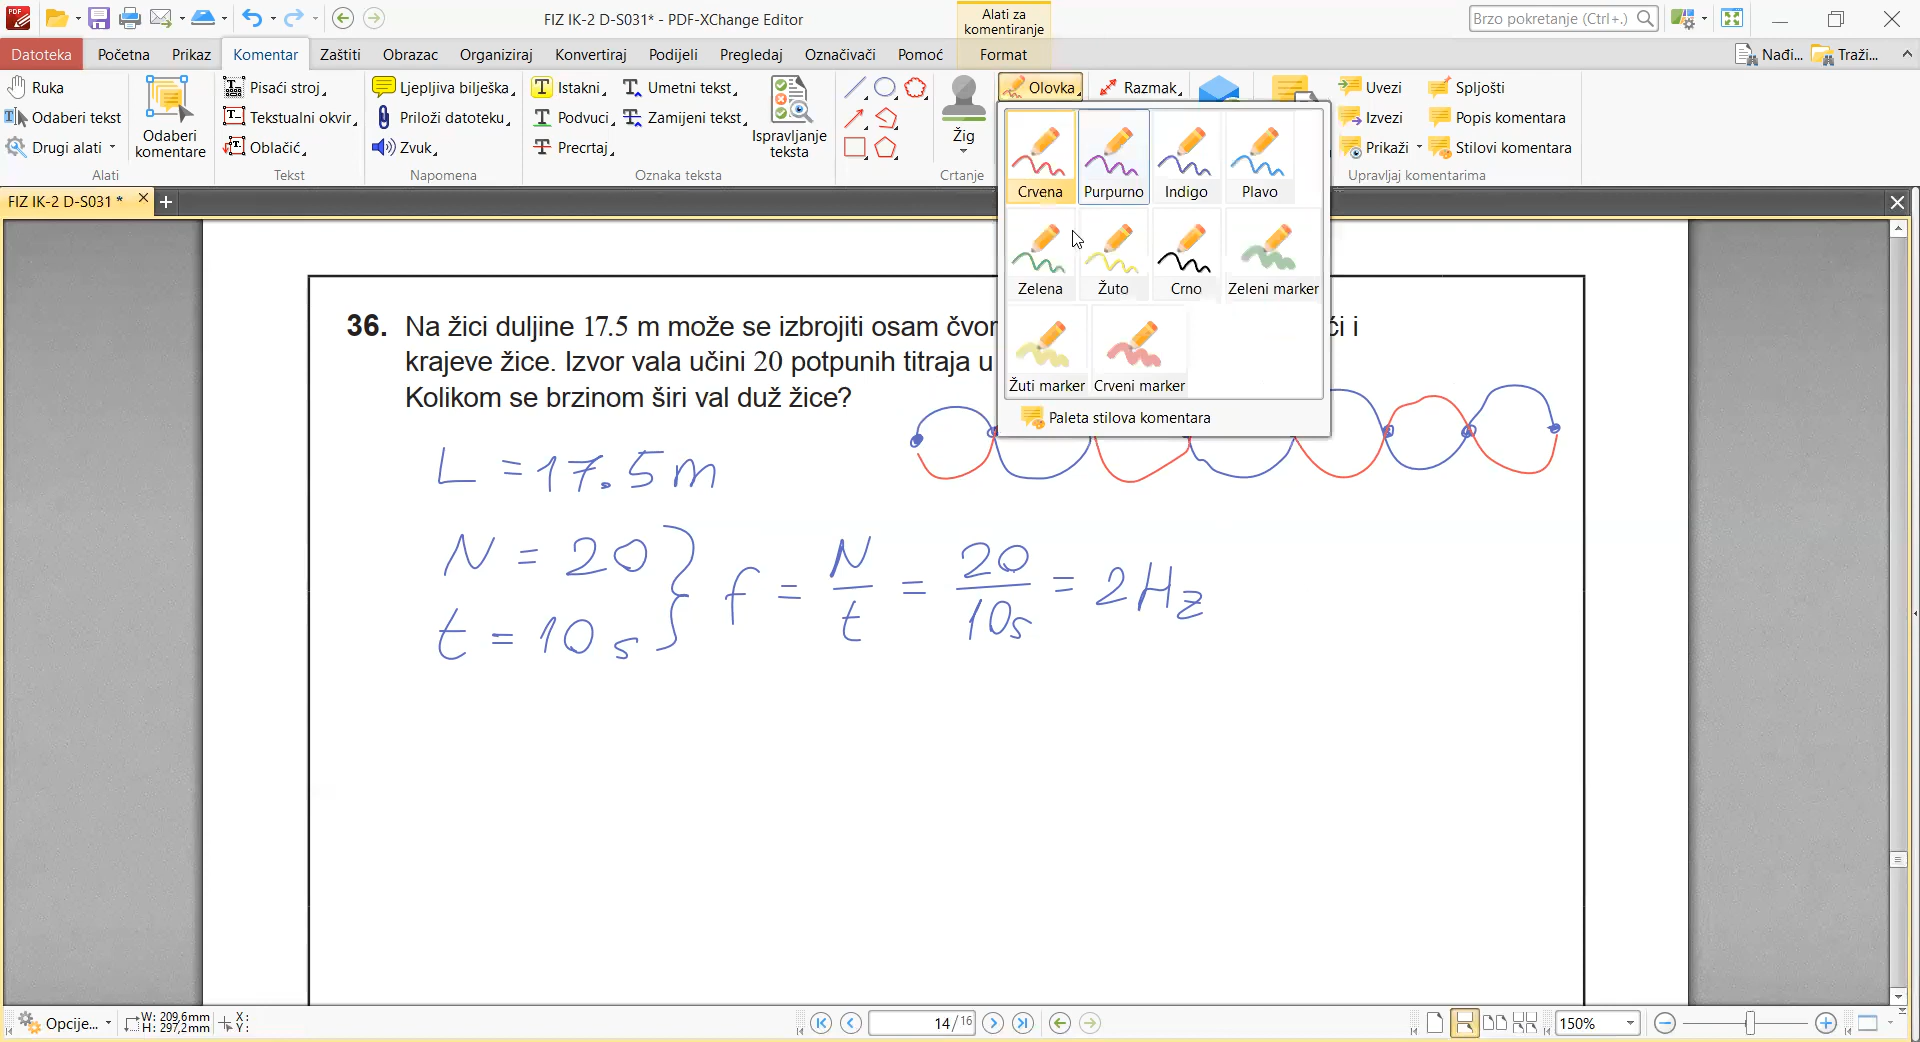 FIZ IK-2 D-S031* - PDF-XChange Editor
Alati za komentiranje
Brzo pokretanje (Ctrl+.)
Datoteka Početna Prikaz Komentar Zaštiti Obrazac Organiziraj Konvertiraj Podijeli Pregledaj Označivači Pomoć Format Nađi... Traži...
Ruka
Odaberi tekst
Drugi alati
Odaberi komentare
Alati
Pisaći stroj
Tekstualni okvir
Oblačić
Tekst
Ljepljiva bilješka
Priloži datoteku
Zvuk
Napomena
Istakni
Podvuci
Precrtaj
Umetni tekst
Zamijeni tekst
Ispravljanje teksta
Oznaka teksta
Žig
Crtanje
Olovka
Razmak
Uvezi
Izvezi
Prikaži
Spljošti
Popis komentara
Stilovi komentara
Upravljaj komentarima
Crvena Purpurno Indigo Plavo
Zelena Žuto Crno Zeleni marker
Žuti marker Crveni marker
Paleta stilova komentara
FIZ IK-2 D-S031 *
36. Na žici duljine 17.5 m može se izbrojiti osam čvor ći i
krajeve žice. Izvor vala učini 20 potpunih titraja u
Kolikom se brzinom širi val duž žice?
L = 17.5 m
N = 20
t = 10 s
f = N/t = 20/10s = 2 Hz
Opcije...
W: 209,6mm
H: 297,2mm
X:
Y:
14/16
150%